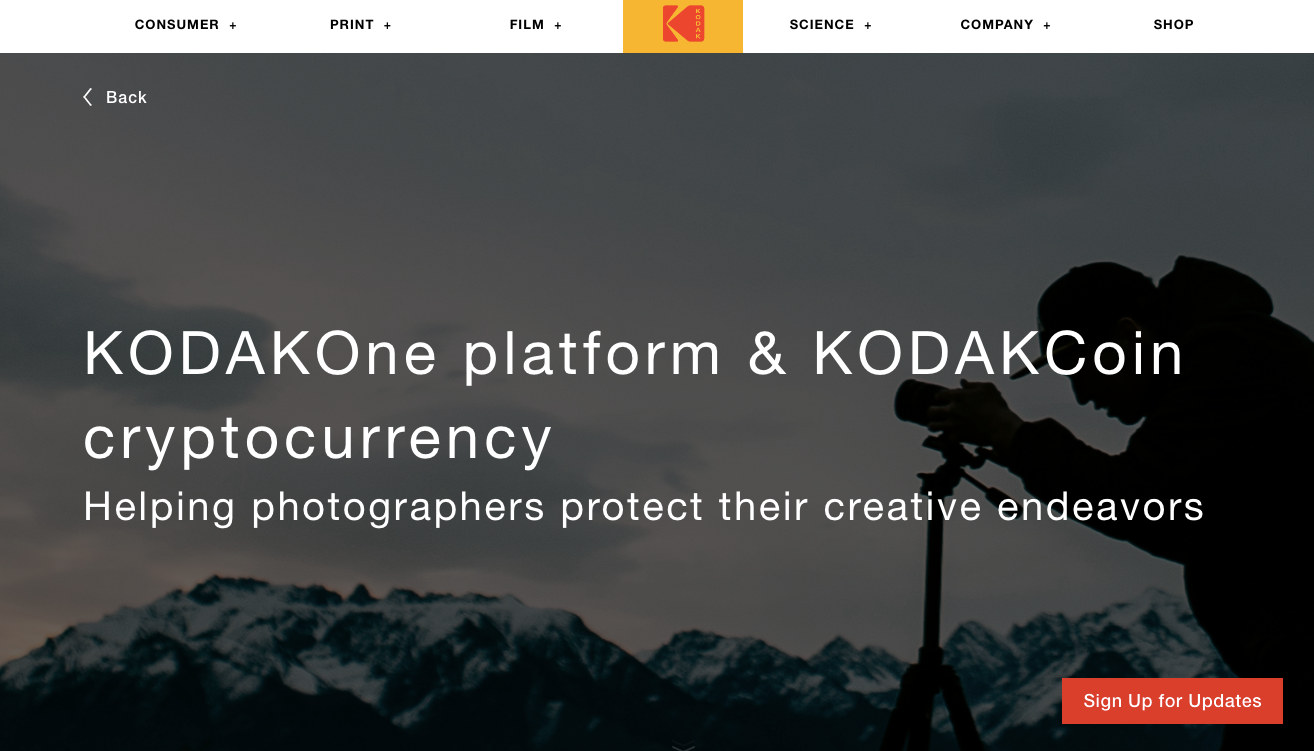 CONSUMER + PRINT + FILM + KODAK SCIENCE + COMPANY + SHOP
Back
KODAKOne platform & KODAKCoin
cryptocurrency
Helping photographers protect their creative endeavors
Sign Up for Updates